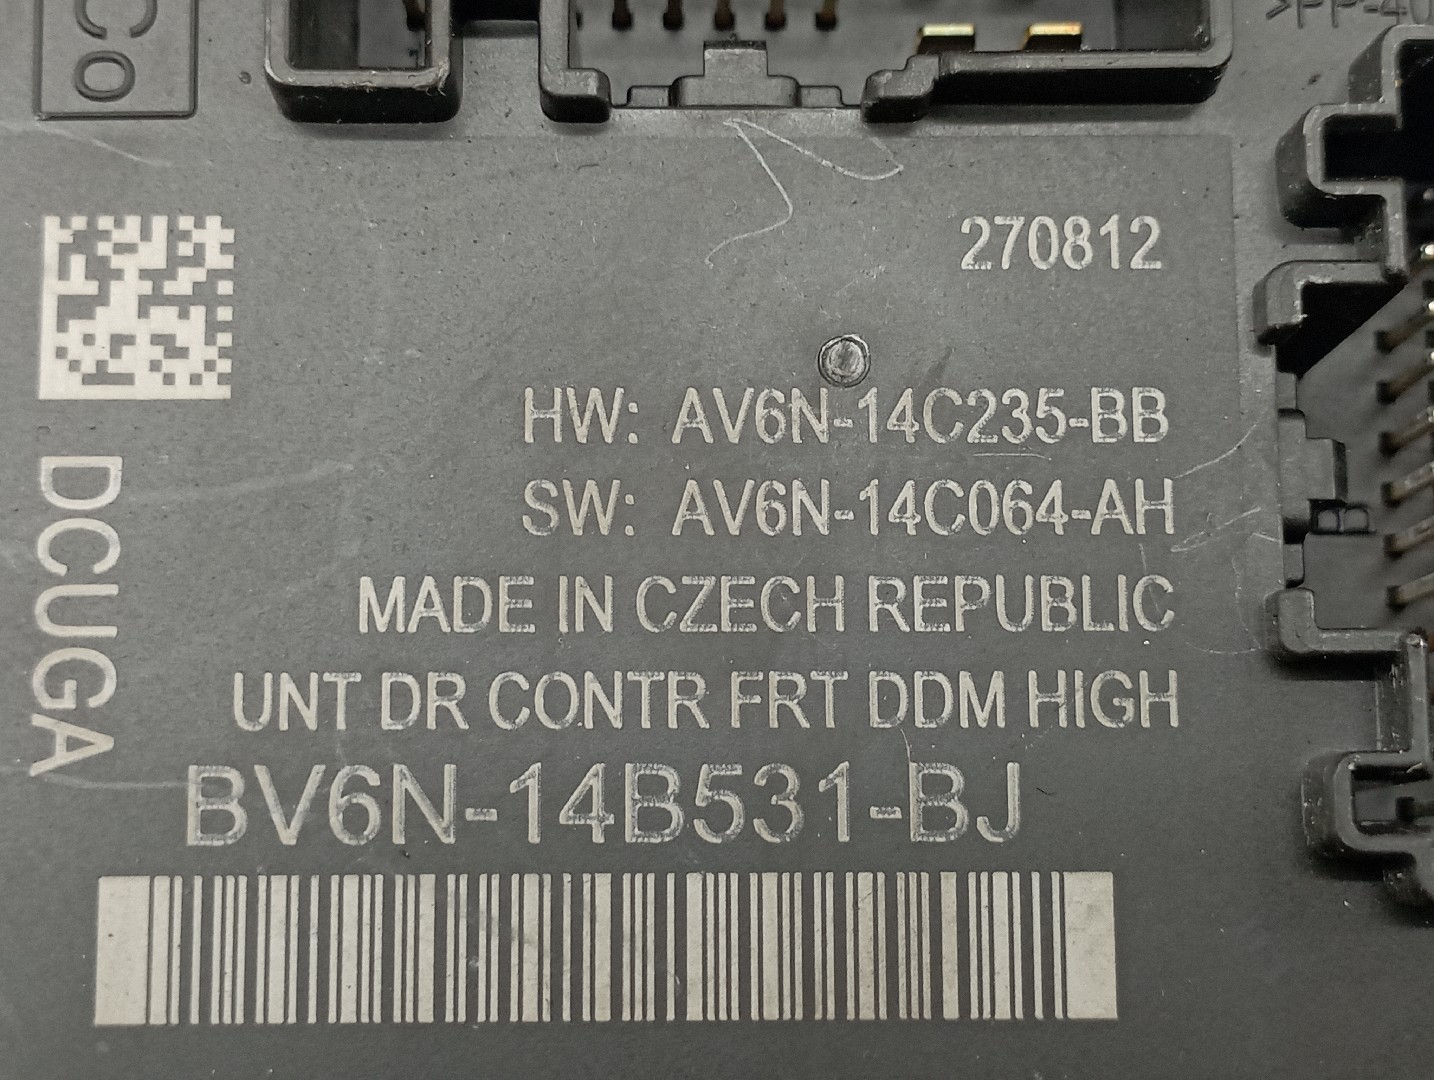 Co
270812
HW: AV6N-14C235-BB
SW: AV6N-14C064-AH
MADE IN CZECH REPUBLIC
UNT DR CONTR FRT DDM HIGH
BV6N-14B531-BJ
DCUGA